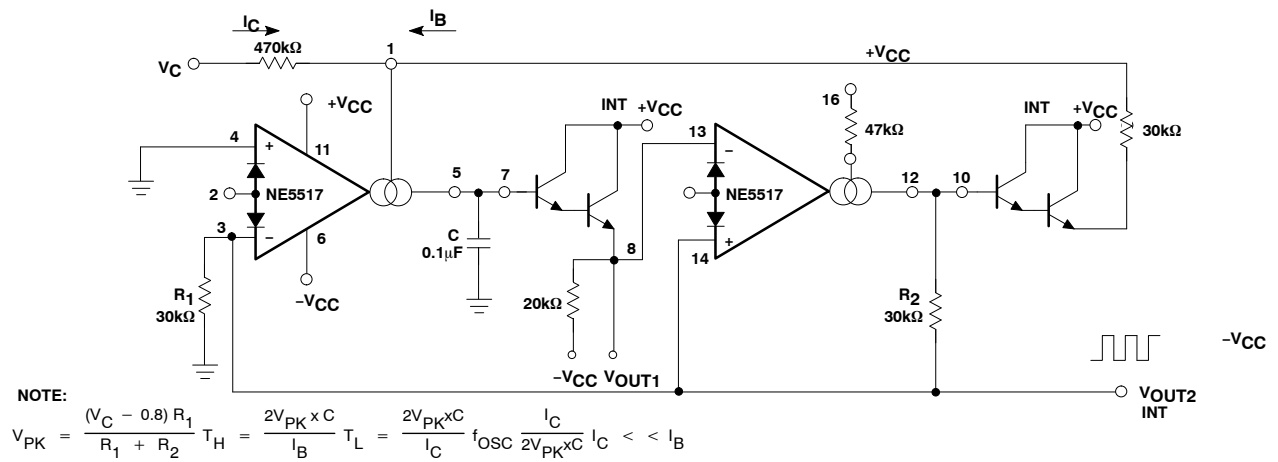 IC
IB
470kΩ
1
VC
+VCC
+VCC
4
+
11
2
NE5517
3
−
6
−VCC
R1
30kΩ
5
7
C
0.1μF
INT
+VCC
8
20kΩ
−VCC
VOUT1
13
−
NE5517
+
14
16
47kΩ
12
10
R2
30kΩ
INT
+VCC
30kΩ
−VCC
VOUT2
INT
NOTE:
VPK = (VC − 0.8) R1 / R1 + R2 TH = 2VPK x C / IB TL = 2VPKxC / IC fOSC IC / 2VPKxC IC < < IB